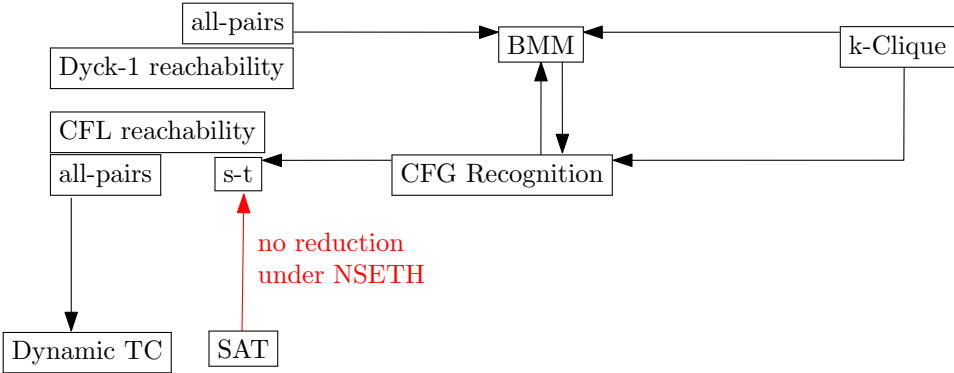 all-pairs
BMM
k-Clique
Dyck-1 reachability
CFL reachability
all-pairs
s-t
CFG Recognition
no reduction
under NSETH
Dynamic TC
SAT